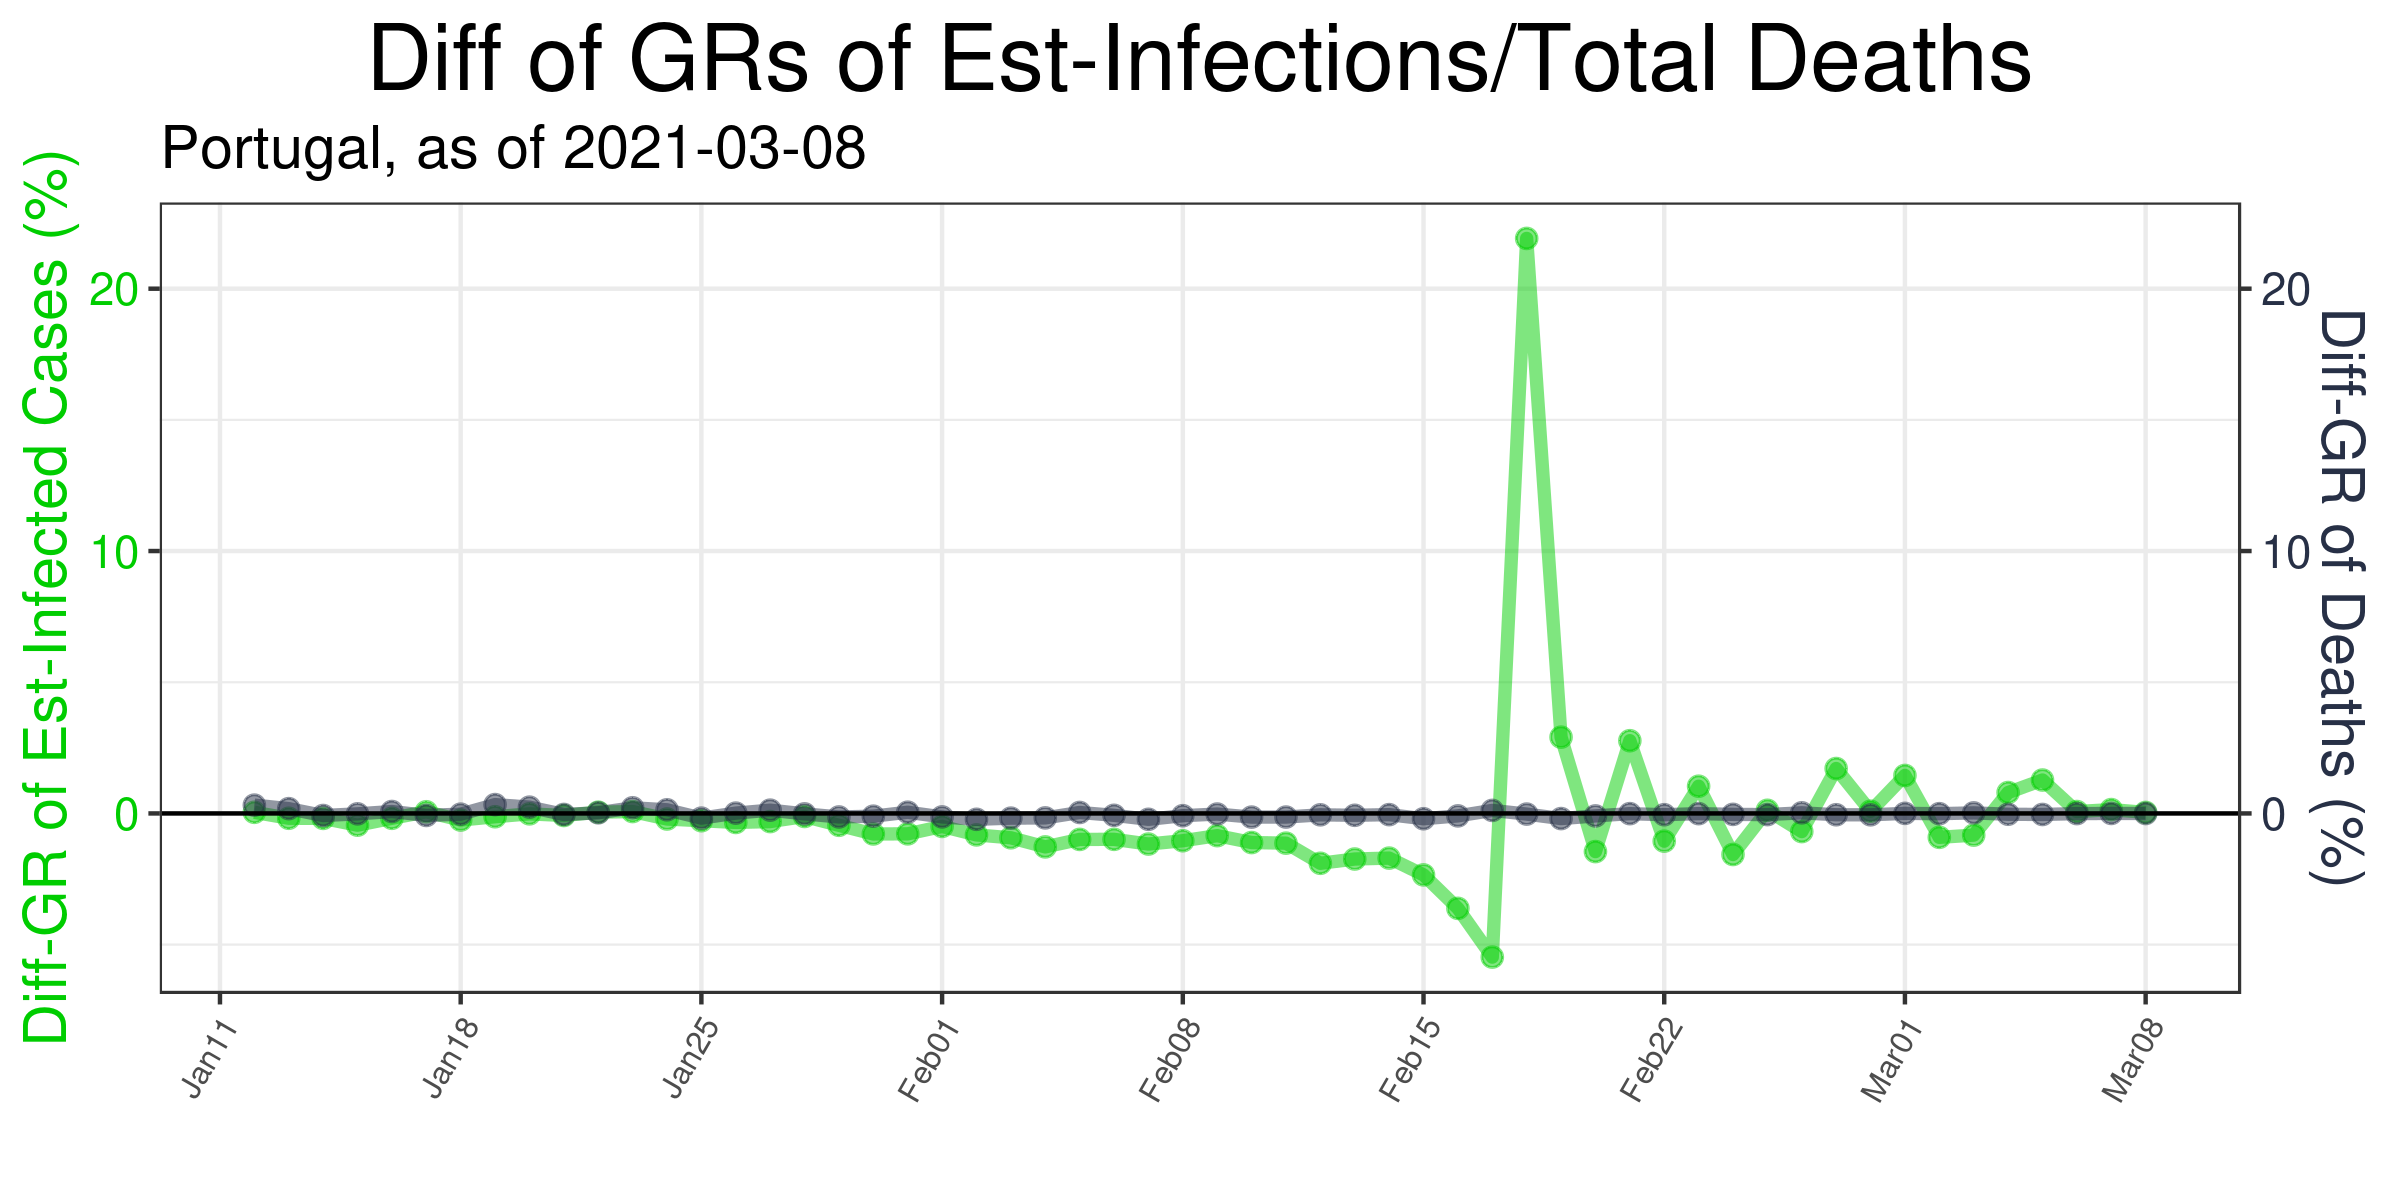 Diff of GRs of Est-Infections/Total Deaths
Portugal, as of 2021-03-08
Diff-GR of Est-Infected Cases (%)
20
10
0
20
10
0
Diff-GR of Deaths (%)
Jan11
Jan18
Jan25
Feb01
Feb08
Feb15
Feb22
Mar01
Mar08